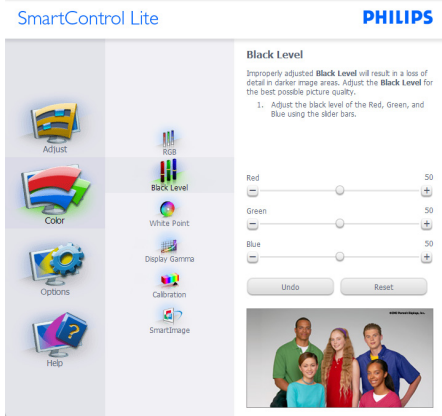 SmartControl Lite
PHILIPS
Adjust
Color
Options
Help
RGB
Black Level
White Point
Display Gamma
Calibration
SmartImage
Black Level
Improperly adjusted Black Level will result in a loss of
detail in darker image areas. Adjust the Black Level for
the best possible picture quality.
1. Adjust the black level of the Red, Green, and
Blue using the slider bars.
Red 50
Green 50
Blue 50
Undo
Reset